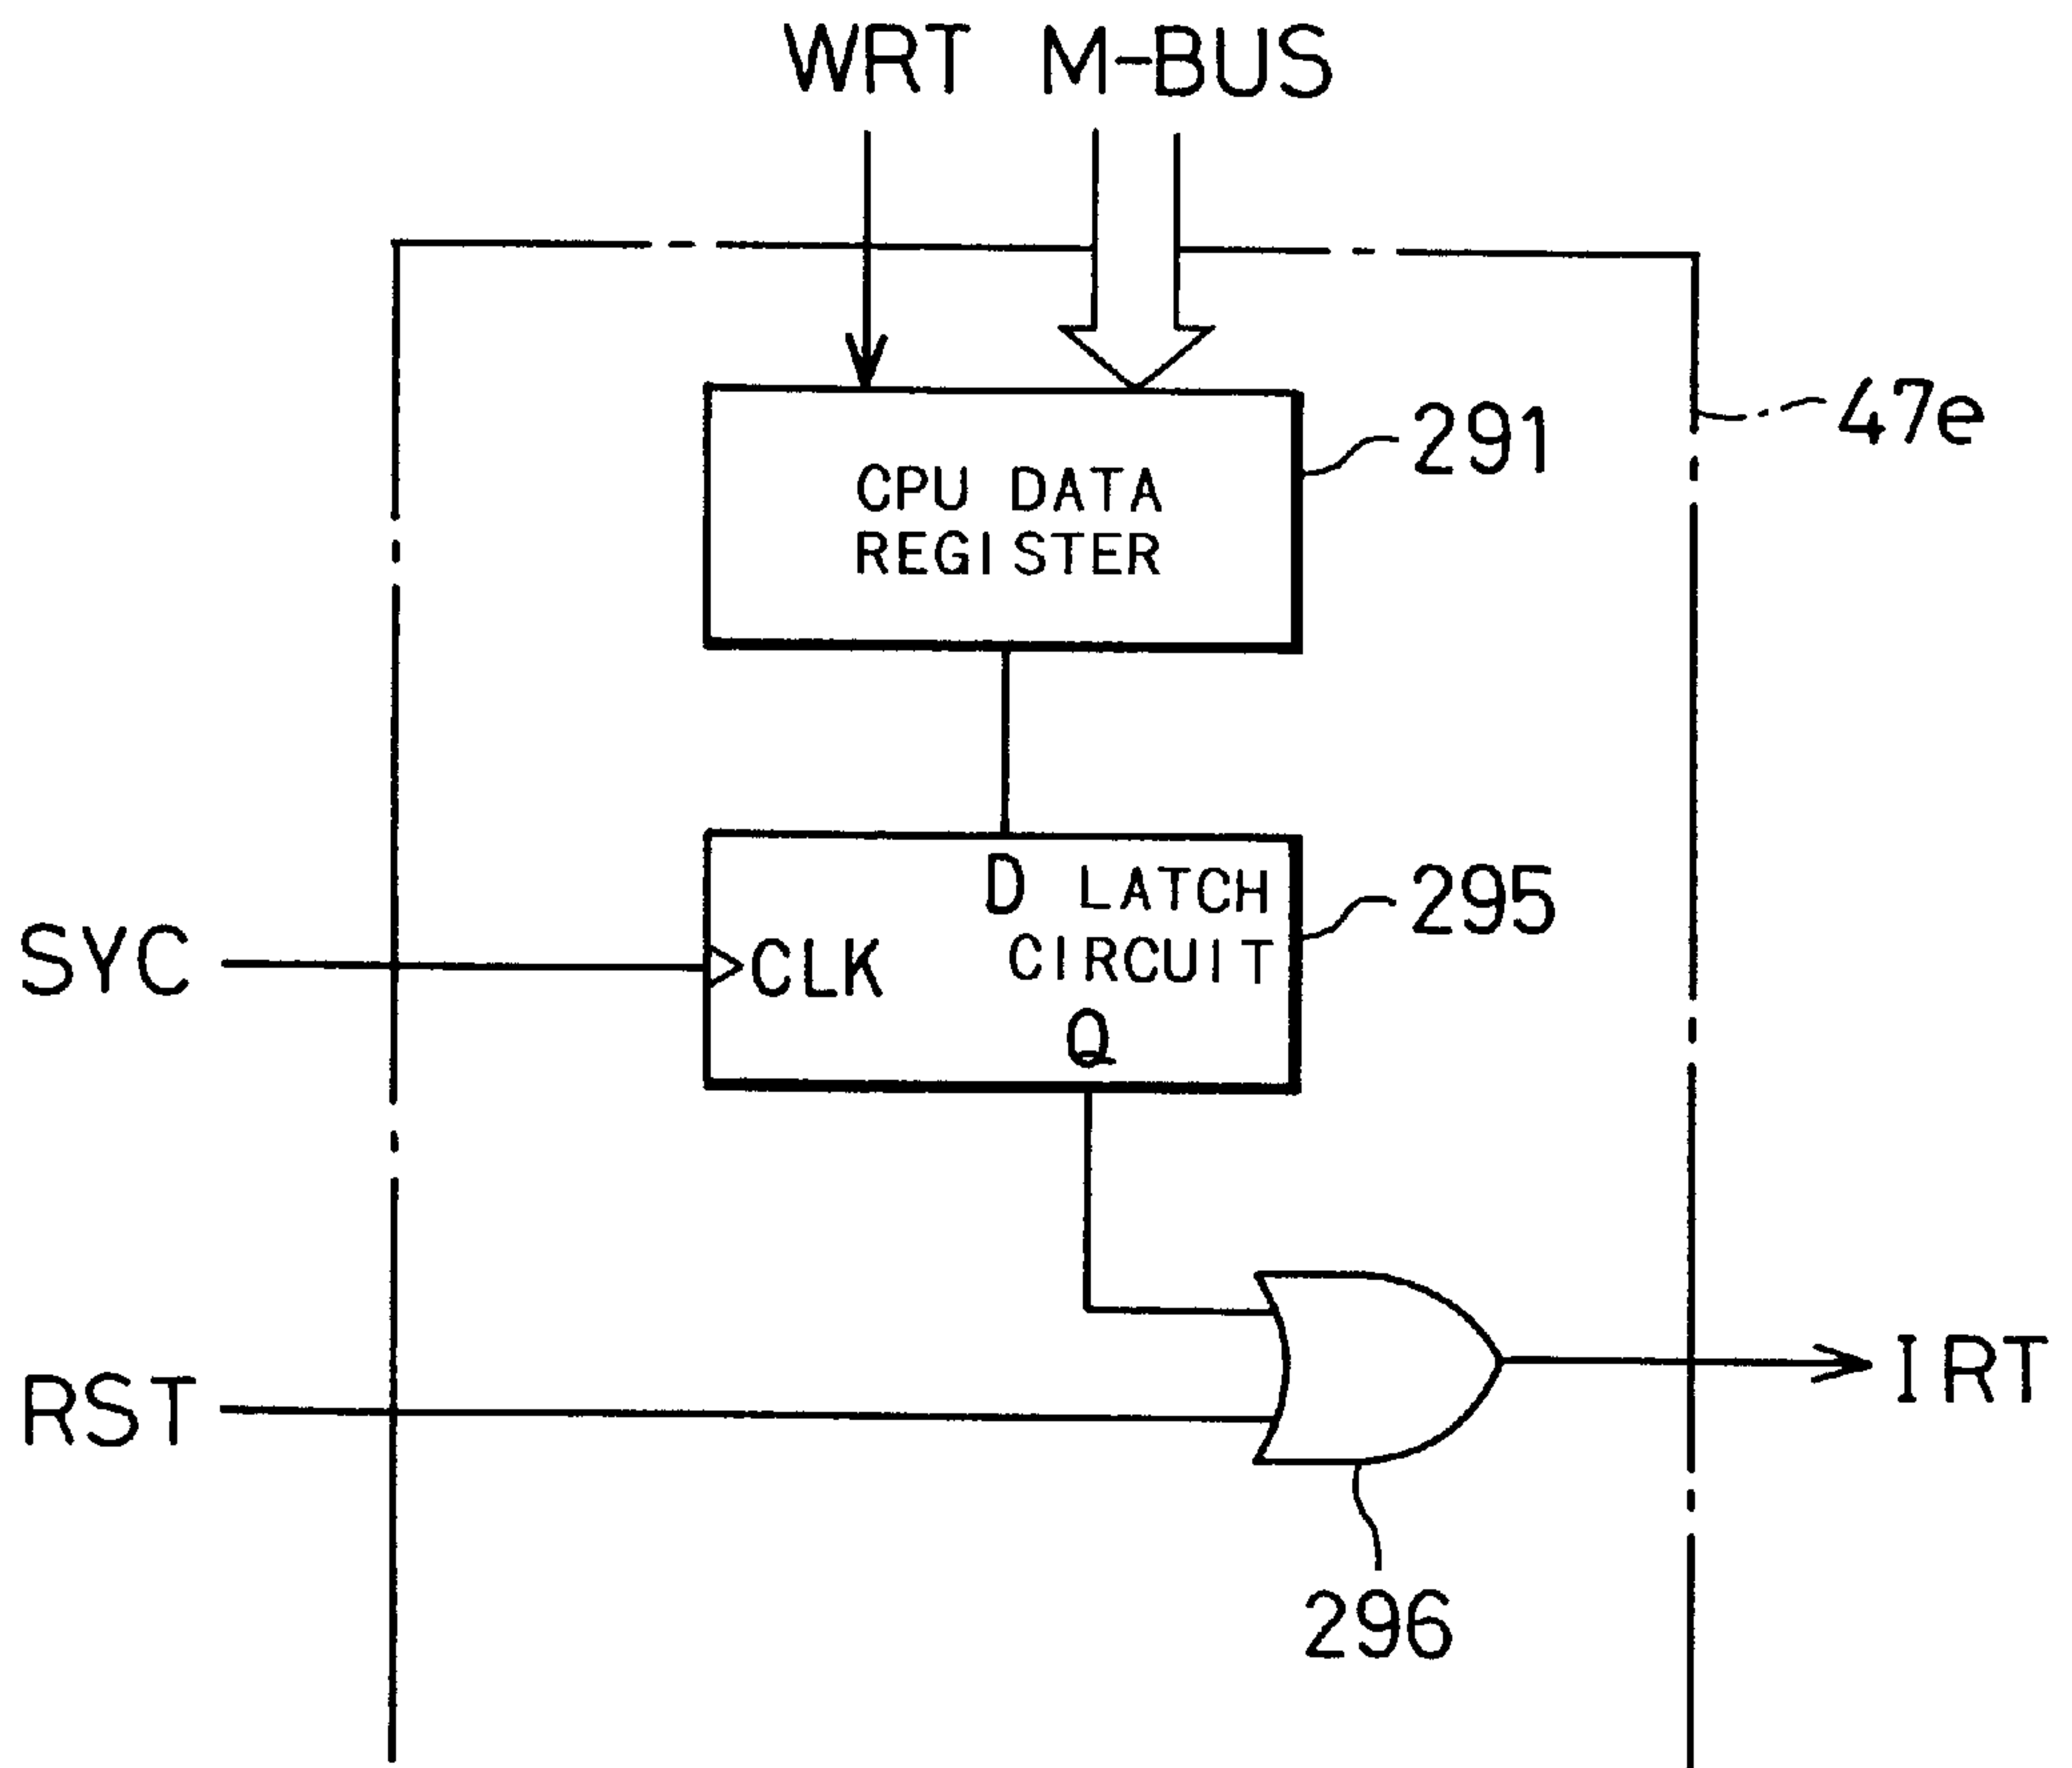 WRT M-BUS
47e
291
CPU DATA
REGISTER
D LATCH
CIRCUIT
295
SYC
CLK
Q
RST
IRT
296